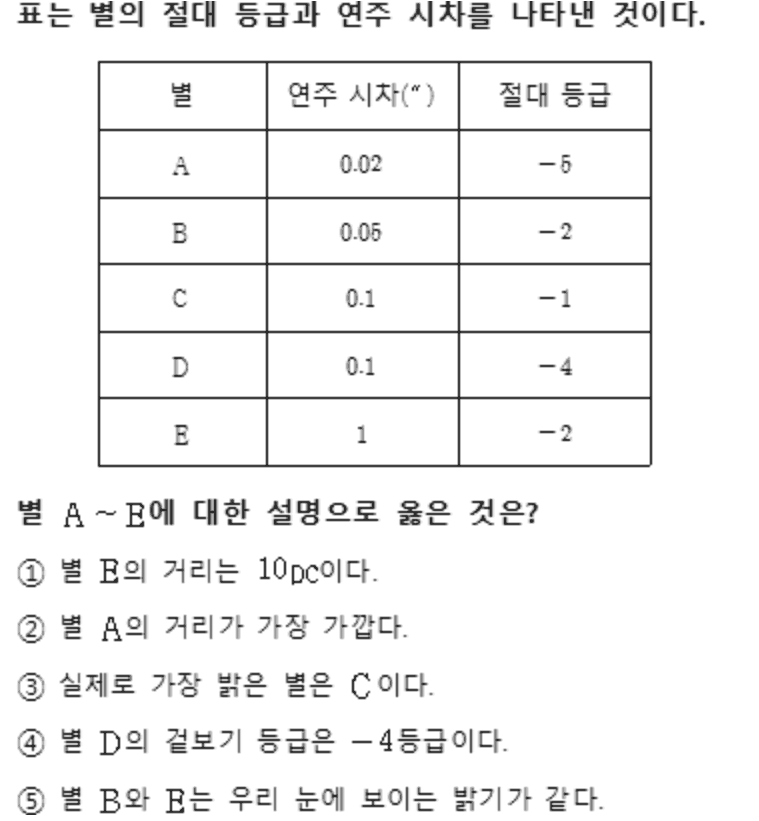 표는 별의 절대 등급과 연주 시차를 나타낸 것이다.
별 연주 시차(″) 절대 등급
A 0.02 －5
B 0.05 －2
C 0.1 －1
D 0.1 －4
E 1 －2
별 A ~ E에 대한 설명으로 옳은 것은?
① 별 E의 거리는 10pc이다.
② 별 A의 거리가 가장 가깝다.
③ 실제로 가장 밝은 별은 C이다.
④ 별 D의 겉보기 등급은 －4등급이다.
⑤ 별 B와 E는 우리 눈에 보이는 밝기가 같다.